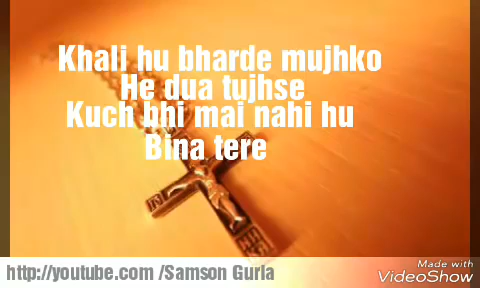 Khali hu bharde mujhko
He dua tujhse
Kuch bhi mai nahi hu
Bina tere
http://youtube.com /Samson Gurla
Made with
VideoShow